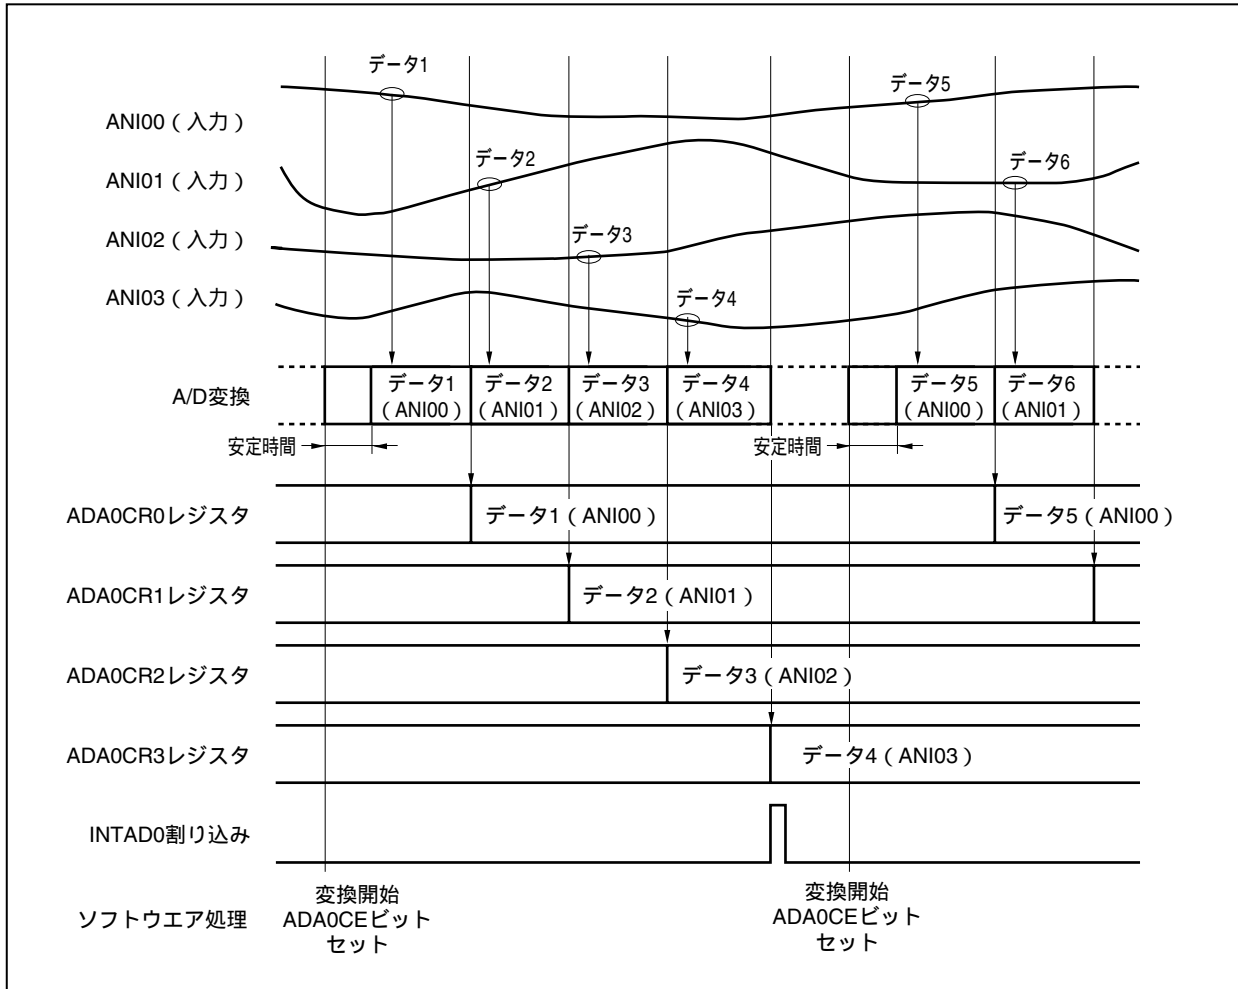 データ1
データ5
ANI00（入力）
データ2
データ6
ANI01（入力）
ANI02（入力）
データ3
ANI03（入力）
データ4
A/D変換
データ1
（ANI00）
データ2
（ANI01）
データ3
（ANI02）
データ4
（ANI03）
データ5
（ANI00）
データ6
（ANI01）
安定時間
安定時間
ADA0CR0レジスタ
データ1（ANI00）
データ5（ANI00）
ADA0CR1レジスタ
データ2（ANI01）
ADA0CR2レジスタ
データ3（ANI02）
ADA0CR3レジスタ
データ4（ANI03）
INTAD0割り込み
ソフトウエア処理
変換開始
ADA0CEビット
セット
変換開始
ADA0CEビット
セット